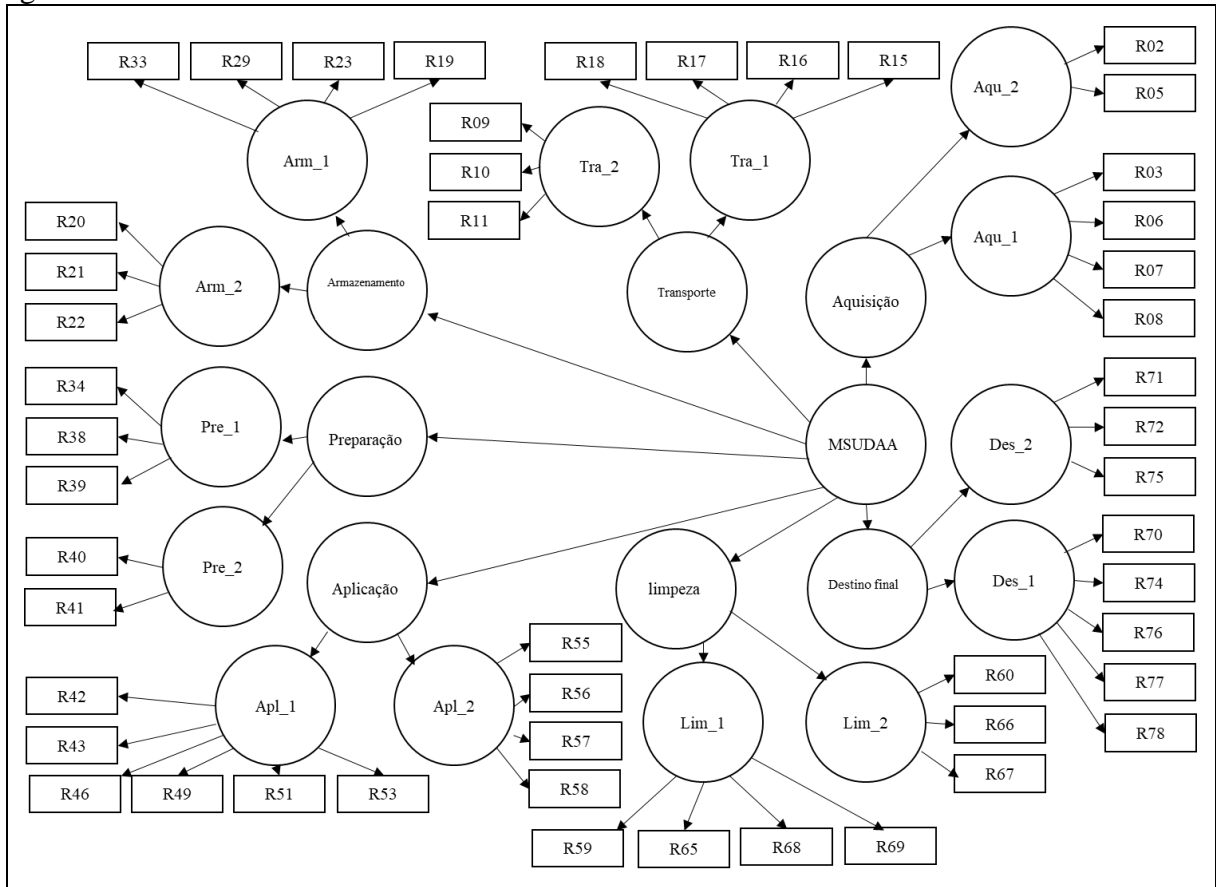 R33
R29
R23
R19
R18
R17
R16
R15
Aqu_2
R02
R05
Arm_1
R09
R10
R11
Tra_2
Tra_1
R03
R06
R07
R08
Aqu_1
R20
R21
R22
Arm_2
Armazenamento
Transporte
Aquisição
R34
R38
R39
Pre_1
Preparação
MSUDAA
Des_2
R71
R72
R75
R40
R41
Pre_2
Aplicação
limpeza
Destino final
Des_1
R70
R74
R76
R77
R78
R42
R43
Apl_1
R46
R49
R51
R53
Apl_2
R55
R56
R57
R58
Lim_1
Lim_2
R60
R66
R67
R59
R65
R68
R69